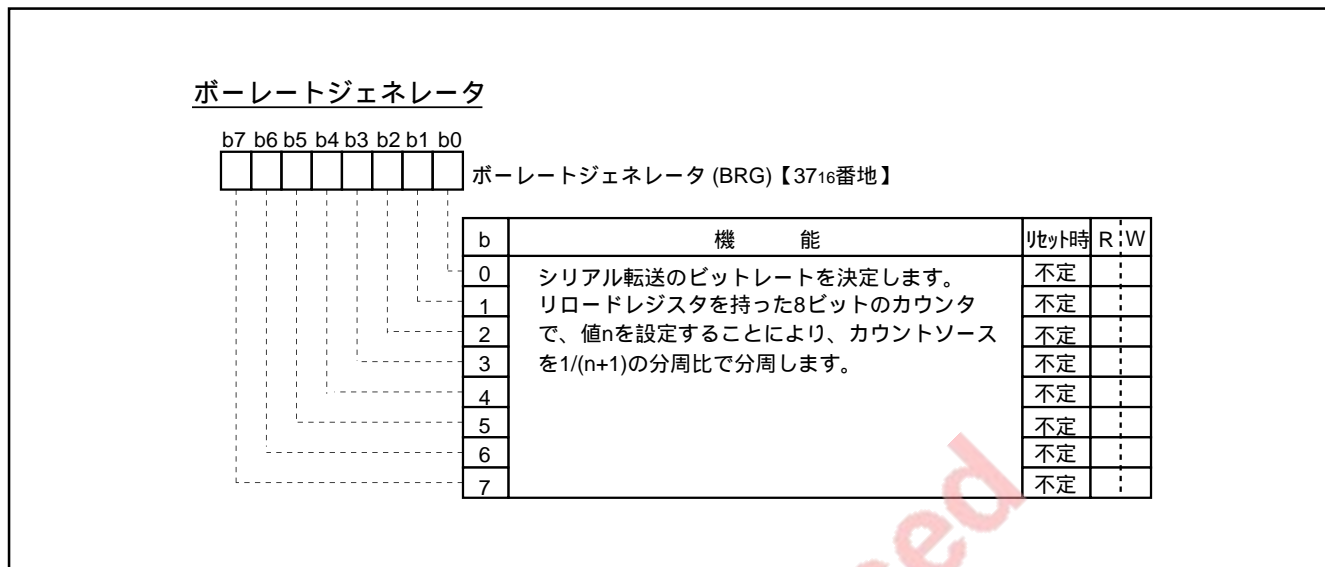 ボーレートジェネレータ
b7 b6 b5 b4 b3 b2 b1 b0
ボーレートジェネレータ (BRG)【3716番地】
b 機 能 リセット時 R W
0 シリアル転送のビットレートを決定します。 不定
1 リロードレジスタを持った8ビットのカウンタ 不定
2 で、値nを設定することにより、カウントソース 不定
3 を1/(n+1)の分周比で分周します。 不定
4 不定
5 不定
6 不定
7 不定